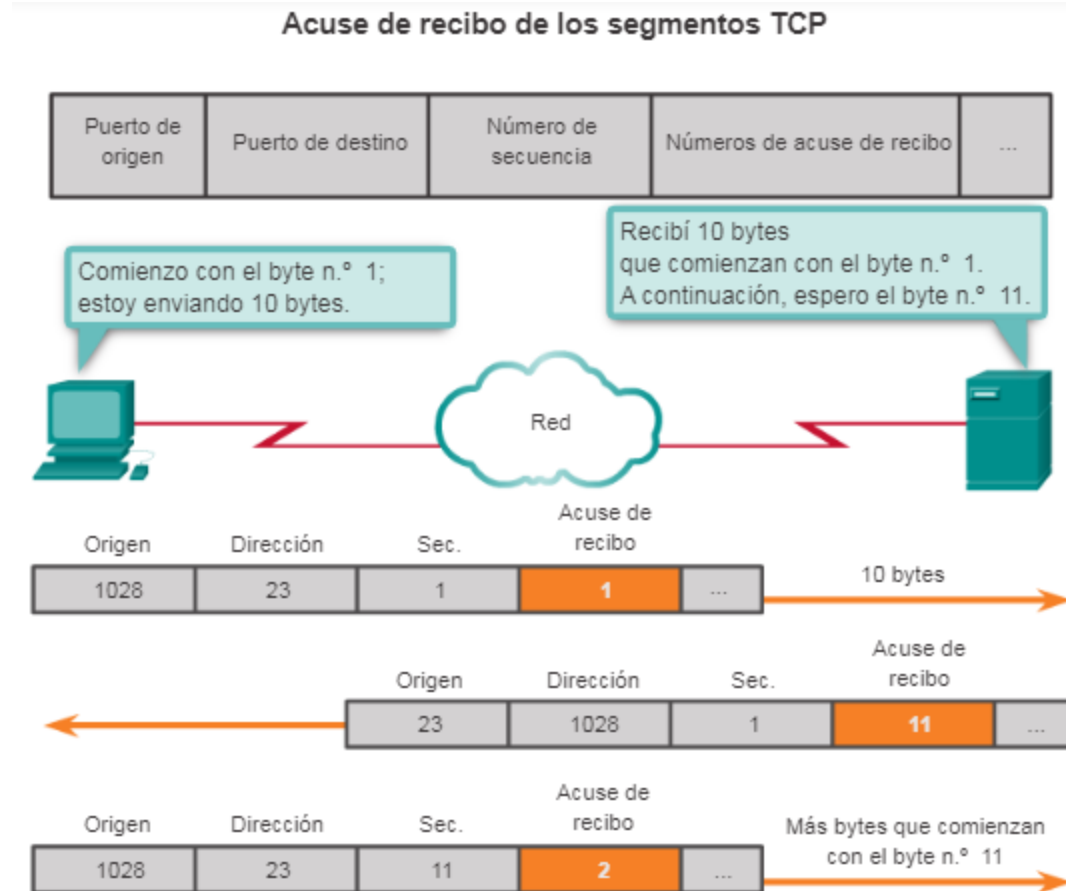 Acuse de recibo de los segmentos TCP
Puerto de
origen
Puerto de destino
Número de
secuencia
Números de acuse de recibo
...
Comienzo con el byte n.º 1;
estoy enviando 10 bytes.
Recibí 10 bytes
que comienzan con el byte n.º 1.
A continuación, espero el byte n.º 11.
Red
Origen
Dirección
Sec.
Acuse de
recibo
1028
23
1
1
...
10 bytes
Origen
Dirección
Sec.
Acuse de
recibo
23
1028
1
11
...
Origen
Dirección
Sec.
Acuse de
recibo
1028
23
11
2
...
Más bytes que comienzan
con el byte n.º 11